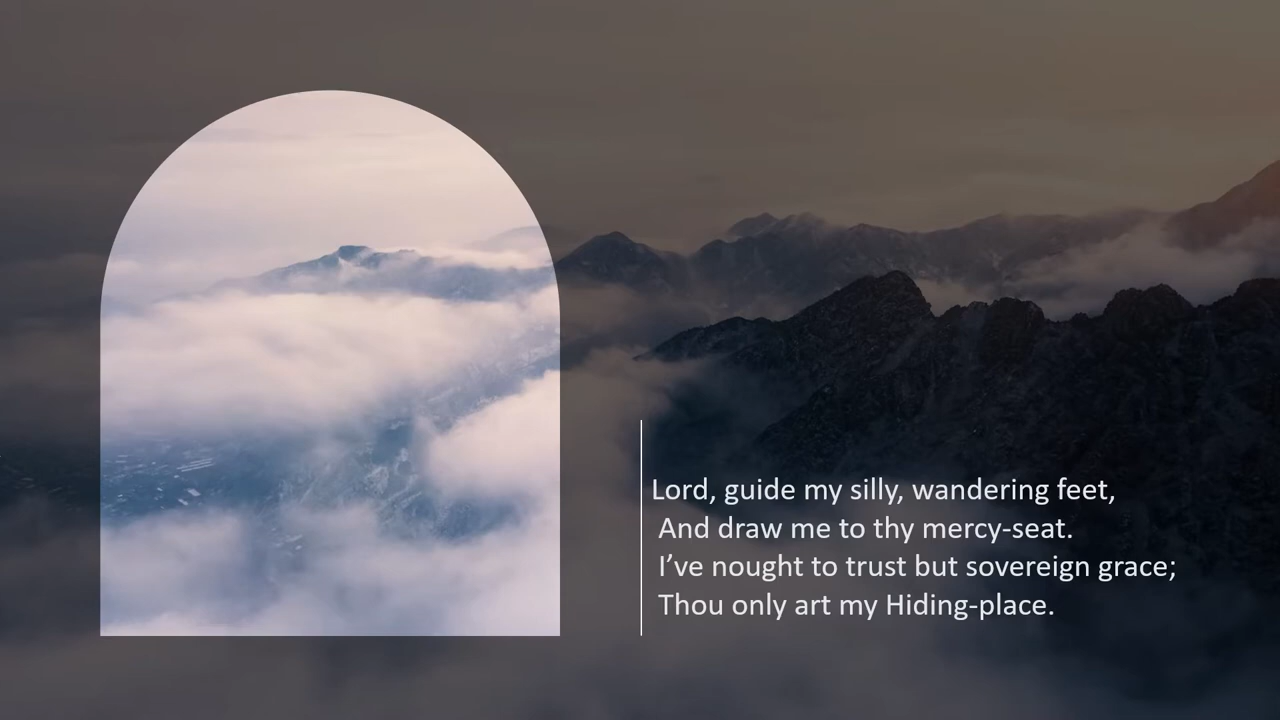 Lord, guide my silly, wandering feet,
And draw me to thy mercy-seat.
I’ve nought to trust but sovereign grace;
Thou only art my Hiding-place.